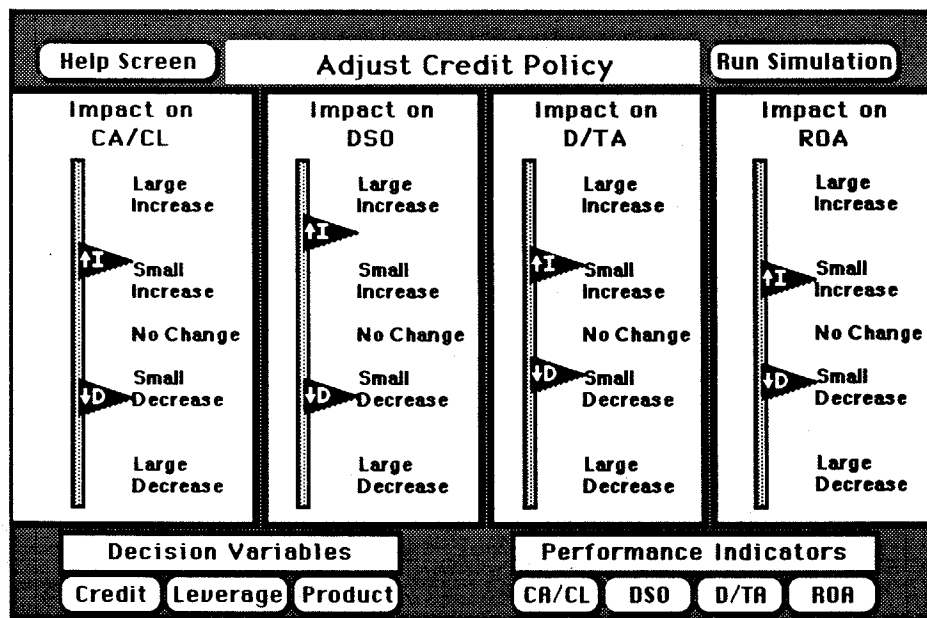 Help Screen
Adjust Credit Policy
Run Simulation
Impact on
CA/CL
Large
Increase
↑I
Small
Increase
No Change
↓D
Small
Decrease
Large
Decrease
Impact on
DSO
Large
Increase
↑I
Small
Increase
No Change
↓D
Small
Decrease
Large
Decrease
Impact on
D/TA
Large
Increase
↑I
Small
Increase
No Change
↓D
Small
Decrease
Large
Decrease
Impact on
ROA
Large
Increase
↑I
Small
Increase
No Change
↓D
Small
Decrease
Large
Decrease
Decision Variables
Credit
Leverage
Product
Performance Indicators
CA/CL
DSO
D/TA
ROA